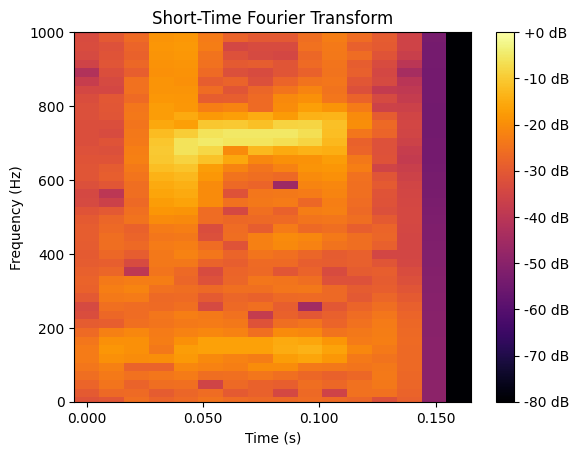 Short-Time Fourier Transform
1000
800
600
400
200
0
Frequency (Hz)
0.000
0.050
0.100
0.150
Time (s)
+0 dB
-10 dB
-20 dB
-30 dB
-40 dB
-50 dB
-60 dB
-70 dB
-80 dB